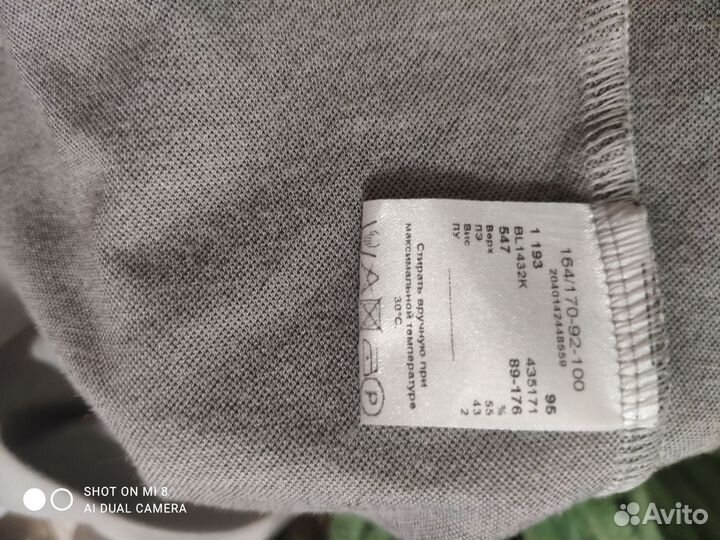 164/170-92-100
2040142448559
1 193 95
BL1432K 435171
547 89-176
Верх %
ПЭ 55
Вис 43
ПУ 2
Стирать вручную при
максимальной температуре
30°C
P
SHOT ON MI 8
AI DUAL CAMERA
Avito